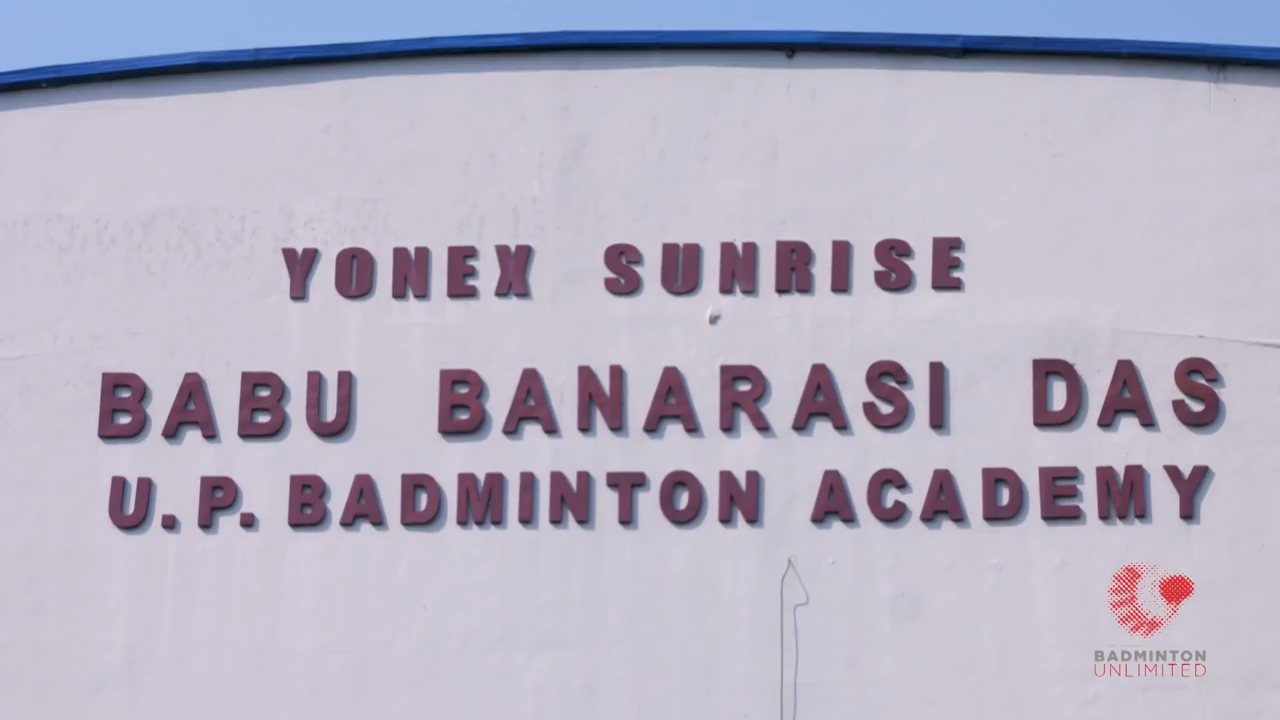 YONEX SUNRISE
BABU BANARASI DAS
U.P. BADMINTON ACADEMY
BADMINTON
UNLIMITED